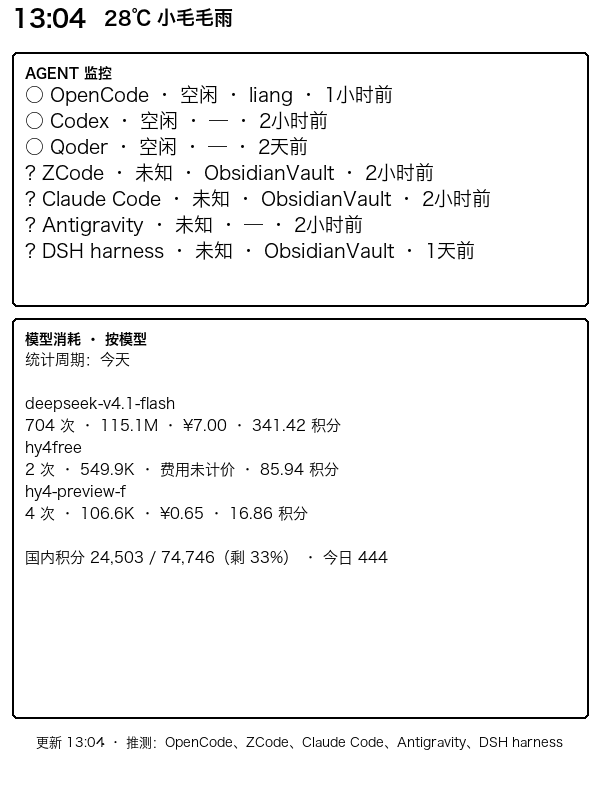 13:04 28℃ 小毛毛雨
AGENT 监控
○ OpenCode · 空闲 · liang · 1小时前
○ Codex · 空闲 · — · 2小时前
○ Qoder · 空闲 · — · 2天前
? ZCode · 未知 · ObsidianVault · 2小时前
? Claude Code · 未知 · ObsidianVault · 2小时前
? Antigravity · 未知 · — · 2小时前
? DSH harness · 未知 · ObsidianVault · 1天前
模型消耗 · 按模型
统计周期：今天
deepseek-v4.1-flash
704 次 · 115.1M · ¥7.00 · 341.42 积分
hy4free
2 次 · 549.9K · 费用未计价 · 85.94 积分
hy4-preview-f
4 次 · 106.6K · ¥0.65 · 16.86 积分
国内积分 24,503 / 74,746（剩 33%） · 今日 444
更新 13:04 · 推测：OpenCode、ZCode、Claude Code、Antigravity、DSH harness